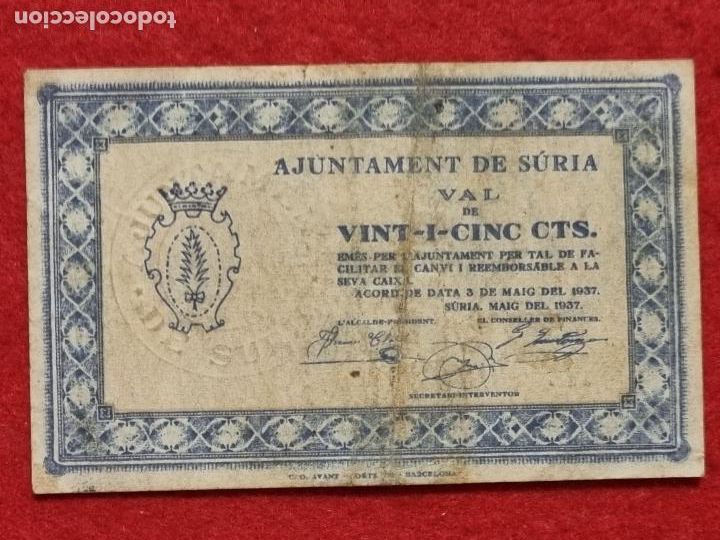 todocoleccion
AJUNTAMENT DE SÚRIA
VAL
DE
VINT-I-CINC CTS.
EMÈS PER L'AJUNTAMENT PER TAL DE FA-
CILITAR EL CANVI I REEMBORSABLE A LA
SEVA CAIXA.
ACORD DE DATA 3 DE MAIG DEL 1937.
SÚRIA. MAIG DEL 1937.
L'ALCALDE-PRESIDENT. EL CONSELLER DE FINANCES.
SECRETARI-INTERVENTOR
AVANT BARCELONA